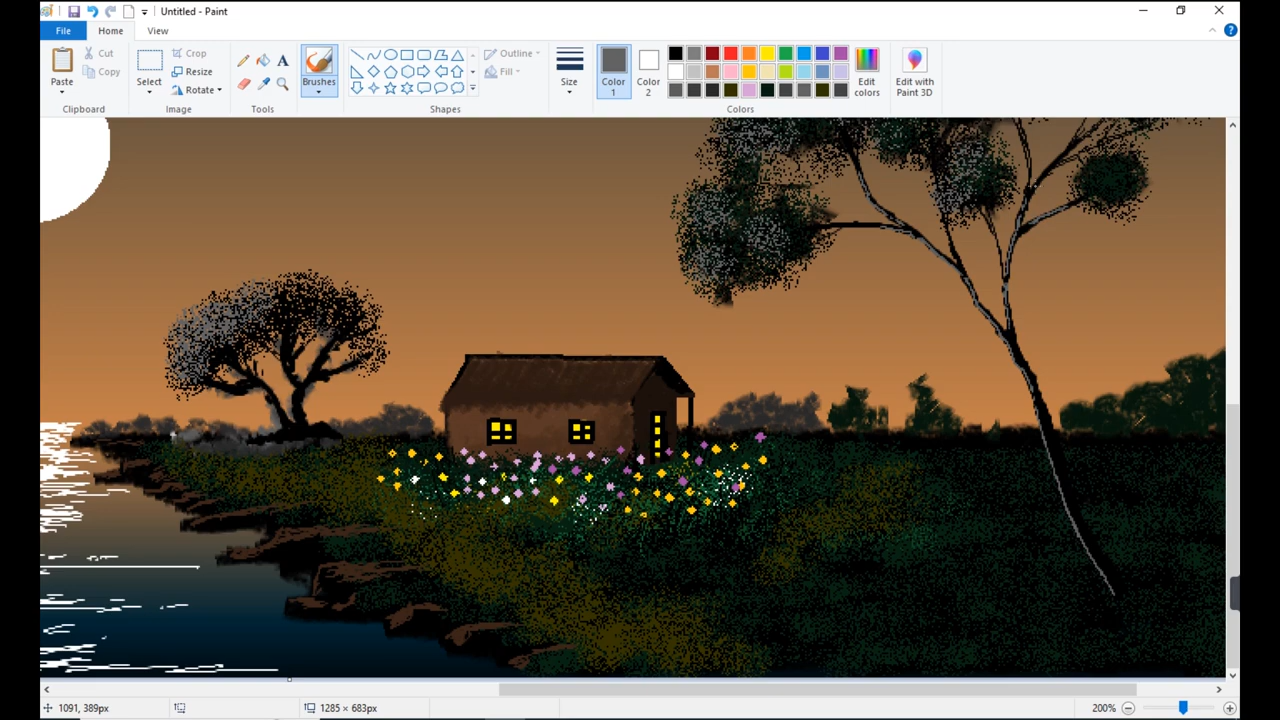 Untitled - Paint
File
Home
View
Paste
Cut
Copy
Clipboard
Select
Crop
Resize
Rotate
Image
A
Tools
Brushes
Outline
Fill
Shapes
Size
Color 1
Color 2
Edit colors
Colors
Edit with Paint 3D
1091, 389px
1285 × 683px
200%